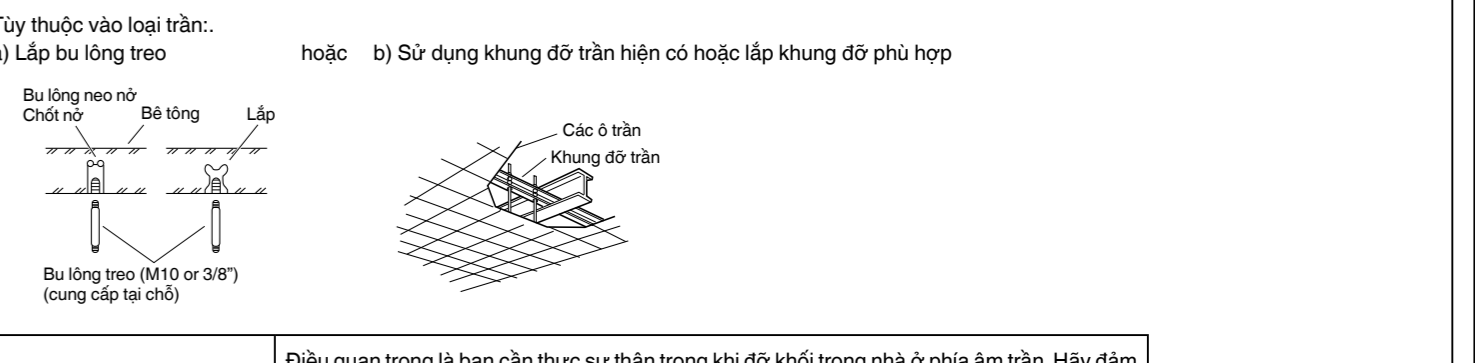 Tùy thuộc vào loại trần:.
a) Lắp bu lông treo hoặc b) Sử dụng khung đỡ trần hiện có hoặc lắp khung đỡ phù hợp
Bu lông neo nở
Chốt nở Bê tông Lắp
Các ô trần
Khung đỡ trần
Bu lông treo (M10 or 3/8”)
(cung cấp tại chỗ)
Điều quan trọng là bạn cần thực sự thận trọng khi đỡ khối trong nhà ở phía âm trần. Hãy đảm